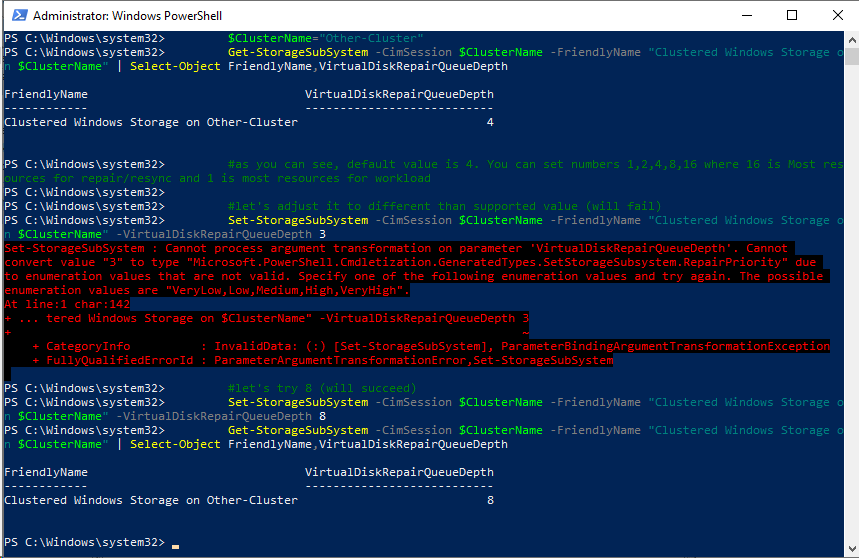 Administrator: Windows PowerShell
PS C:\Windows\system32>         $ClusterName="Other-Cluster"
PS C:\Windows\system32>         Get-StorageSubSystem -CimSession $ClusterName -FriendlyName "Clustered Windows Storage o
n $ClusterName" | Select-Object FriendlyName,VirtualDiskRepairQueueDepth
FriendlyName                               VirtualDiskRepairQueueDepth
------------                               ---------------------------
Clustered Windows Storage on Other-Cluster                           4
PS C:\Windows\system32>         #as you can see, default value is 4. You can set numbers 1,2,4,8,16 where 16 is Most res
ources for repair/resync and 1 is most resources for workload
PS C:\Windows\system32>
PS C:\Windows\system32>         #let's adjust it to different than supported value (will fail)
PS C:\Windows\system32>         Set-StorageSubSystem -CimSession $ClusterName -FriendlyName "Clustered Windows Storage o
n $ClusterName" -VirtualDiskRepairQueueDepth 3
Set-StorageSubSystem : Cannot process argument transformation on parameter 'VirtualDiskRepairQueueDepth'. Cannot
convert value "3" to type "Microsoft.PowerShell.Cmdletization.GeneratedTypes.SetStorageSubsystem.RepairPriority" due
to enumeration values that are not valid. Specify one of the following enumeration values and try again. The possible
enumeration values are "VeryLow,Low,Medium,High,VeryHigh".
At line:1 char:142
+ ... tered Windows Storage on $ClusterName" -VirtualDiskRepairQueueDepth 3
+                                                                         ~
    + CategoryInfo          : InvalidData: (:) [Set-StorageSubSystem], ParameterBindingArgumentTransformationException
    + FullyQualifiedErrorId : ParameterArgumentTransformationError,Set-StorageSubSystem
PS C:\Windows\system32>         #let's try 8 (will succeed)
PS C:\Windows\system32>         Set-StorageSubSystem -CimSession $ClusterName -FriendlyName "Clustered Windows Storage o
n $ClusterName" -VirtualDiskRepairQueueDepth 8
PS C:\Windows\system32>         Get-StorageSubSystem -CimSession $ClusterName -FriendlyName "Clustered Windows Storage o
n $ClusterName" | Select-Object FriendlyName,VirtualDiskRepairQueueDepth
FriendlyName                               VirtualDiskRepairQueueDepth
------------                               ---------------------------
Clustered Windows Storage on Other-Cluster                           8
PS C:\Windows\system32>